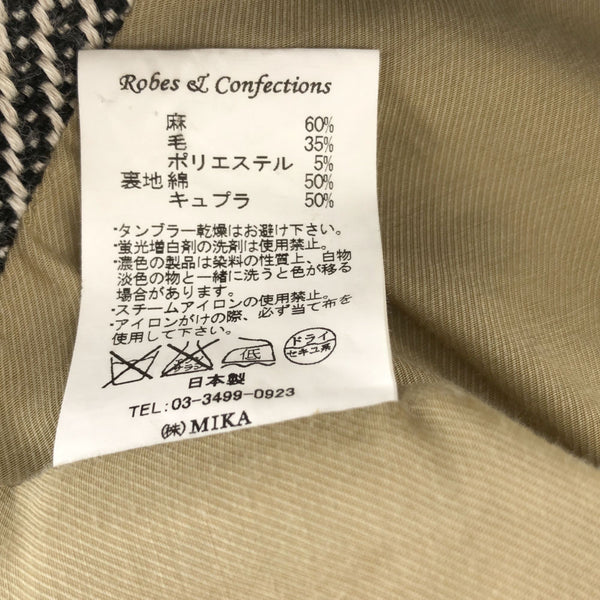 Robes & Confections
麻 60%
毛 35%
ポリエステル 5%
裏地 綿 50%
キュプラ 50%
・タンブラー乾燥はお避け下さい。
・蛍光増白剤の洗剤は使用禁止。
・濃色の製品は染料の性質上、白物
淡色の物と一緒に洗うと色が移る
場合があります。
・スチームアイロンの使用禁止。
・アイロンがけの際、必ず当て布を
使用して下さい。
低 ドライ
セキユ系
日本製
TEL: 03-3499-0923
(株) MIKA